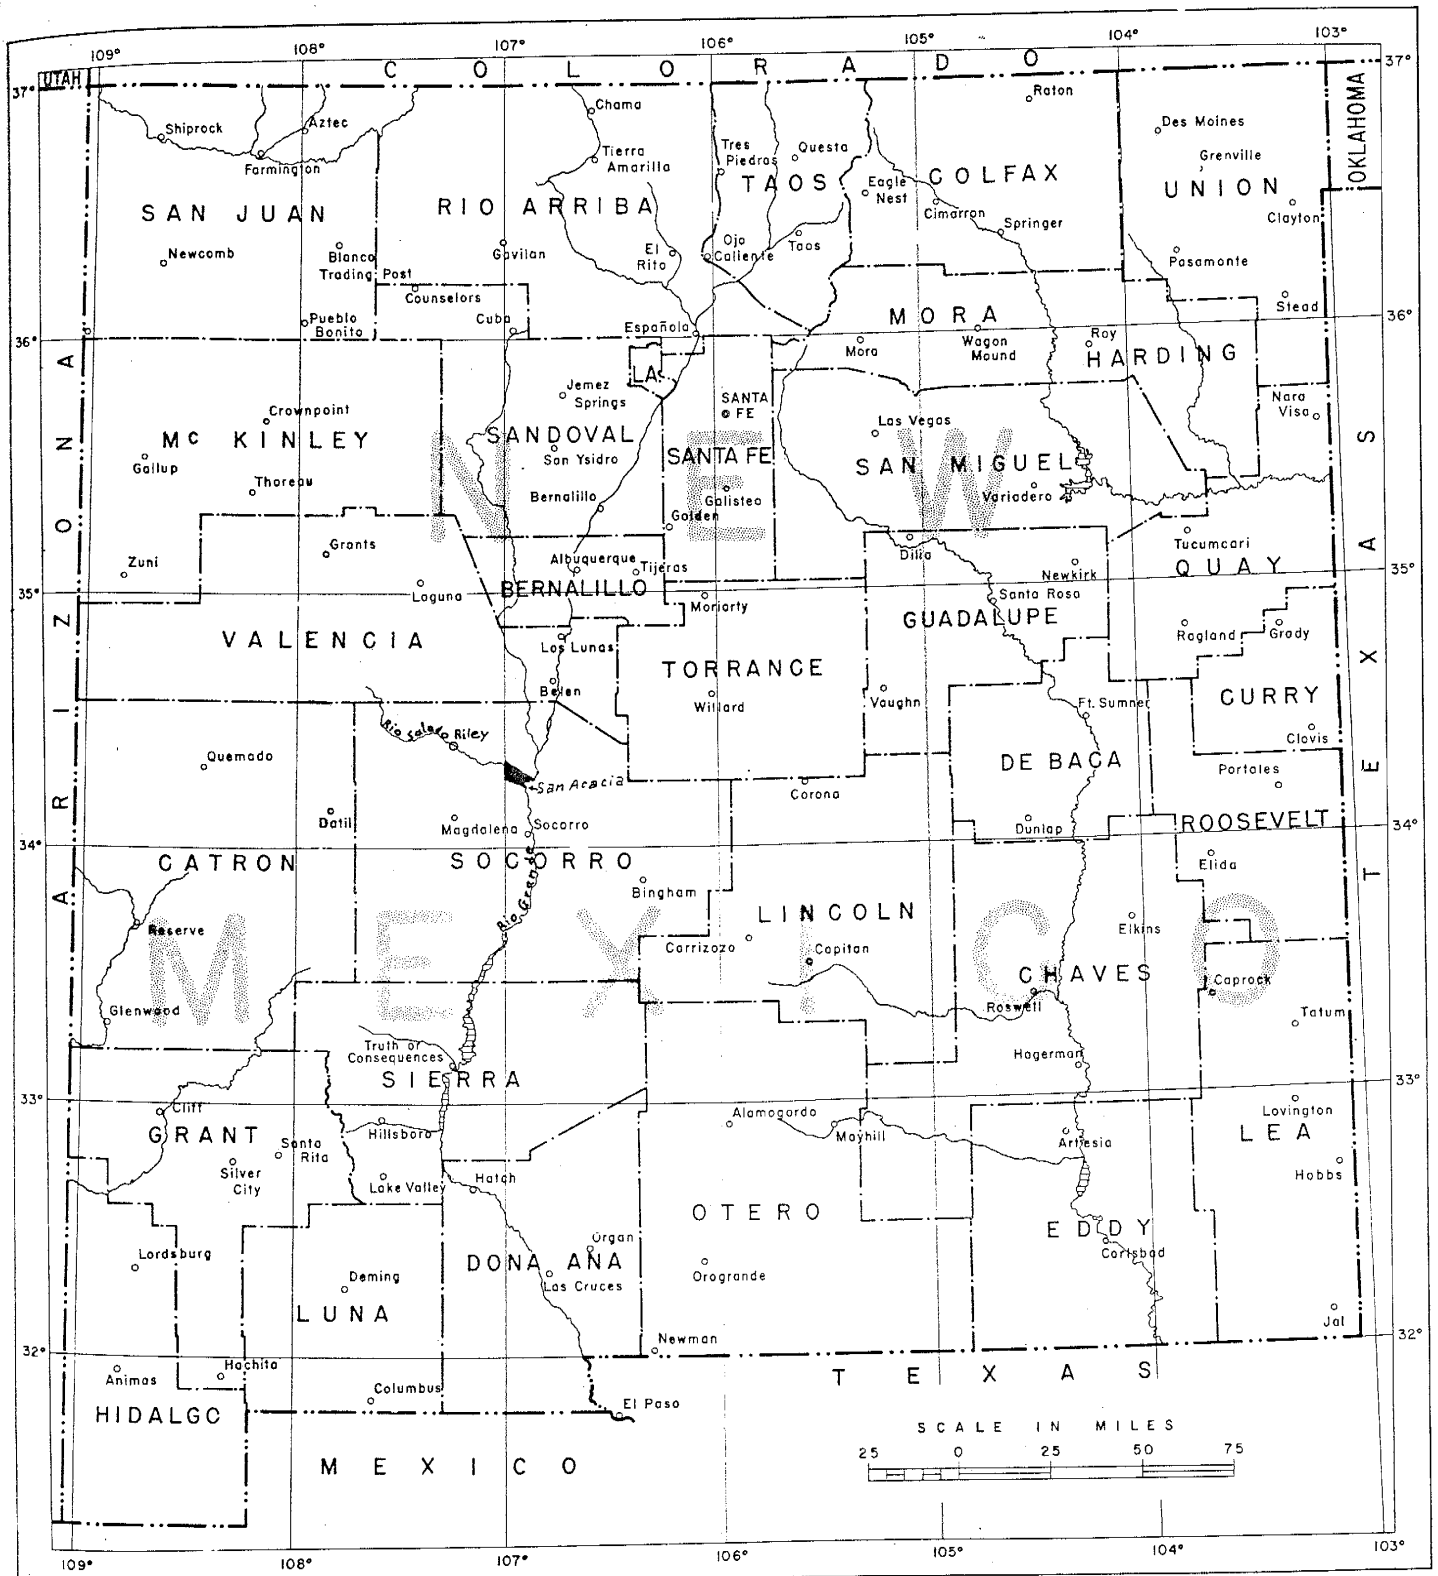 109° 108° 107° 106° 105° 104° 103°
UTAH
COLORADO
37° 37°
OKLAHOMA
Raton
Chama
Shiprock
Aztec
Des Moines
Farmington
Tierra
Amarilla
Tres
Piedras
Questa
Grenville
TAOS
Eagle
Nest
COLFAX
UNION
SAN JUAN
RIO ARRIBA
Cimarron
Clayton
Springer
Newcomb
Blanco
Trading Post
Gavilan
El
Rito
Ojo
Caliente
Taos
Pasamonte
Counselors
Stead
Pueblo
Bonito
Cuba
Española
MORA
36° 36°
Mora
Wagon
Mound
Roy
HARDING
LA
Jemez
Springs
SANTA
FE
Nara
Visa
Crownpoint
Mc KINLEY
SANDOVAL
Las Vegas
Gallup
San Ysidro
SANTA FE
SAN MIGUEL
NEW
Thoreau
Bernalillo
Galisteo
Variadero
Golden
Grants
Dilia
Tucumcari
Zuni
Albuquerque
Tijeras
Newkirk
QUAY
35° 35°
Laguna
BERNALILLO
Moriarty
Santa Rosa
GUADALUPE
VALENCIA
Los Lunas
Ragland
Grady
TORRANCE
Belen
Willard
Vaughn
Ft. Sumner
CURRY
Rio Salado
Riley
Clovis
Quemado
DE BACA
Portales
San Acacia
Corona
Datil
Magdalena
Socorro
Dunlap
ROOSEVELT
34° 34°
CATRON
SOCORRO
Elida
Rio Grande
Bingham
LINCOLN
Reserve
Carrizozo
Capitan
Elkins
MEXICO
CHAVES
Caprock
Glenwood
Roswell
Tatum
Truth or
Consequences
Hagerman
SIERRA
33° 33°
Cliff
Alamogordo
Lovington
GRANT
Hillsboro
Mayhill
Artesia
LEA
Santa
Rita
Silver
City
Lake Valley
Hatch
Hobbs
OTERO
EDDY
Lordsburg
Organ
Carlsbad
DONA ANA
Deming
Las Cruces
Orogrande
LUNA
Jal
Newman
32° 32°
Animas
Hachita
TEXAS
Columbus
El Paso
HIDALGO
ARIZONA
TEXAS
SCALE IN MILES
25 0 25 50 75
MEXICO
109° 108° 107° 106° 105° 104° 103°